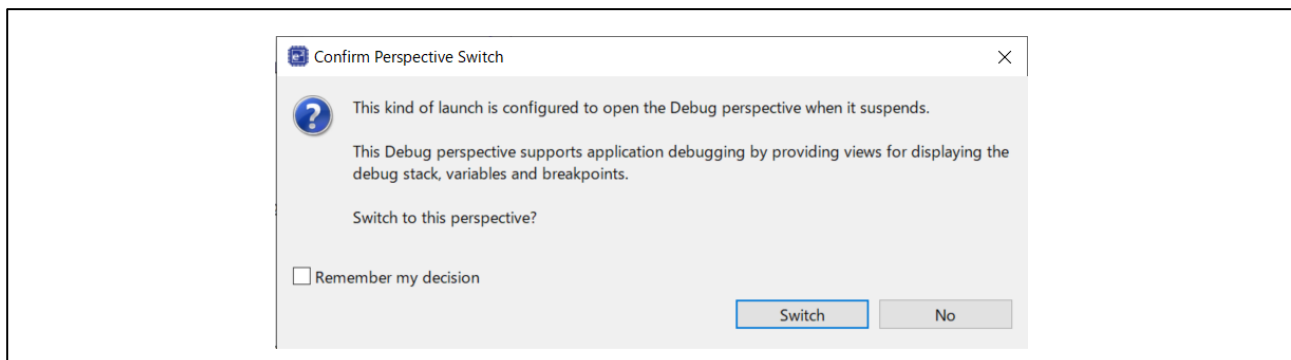 Confirm Perspective Switch
This kind of launch is configured to open the Debug perspective when it suspends.
This Debug perspective supports application debugging by providing views for displaying the
debug stack, variables and breakpoints.
Switch to this perspective?
Remember my decision
Switch No